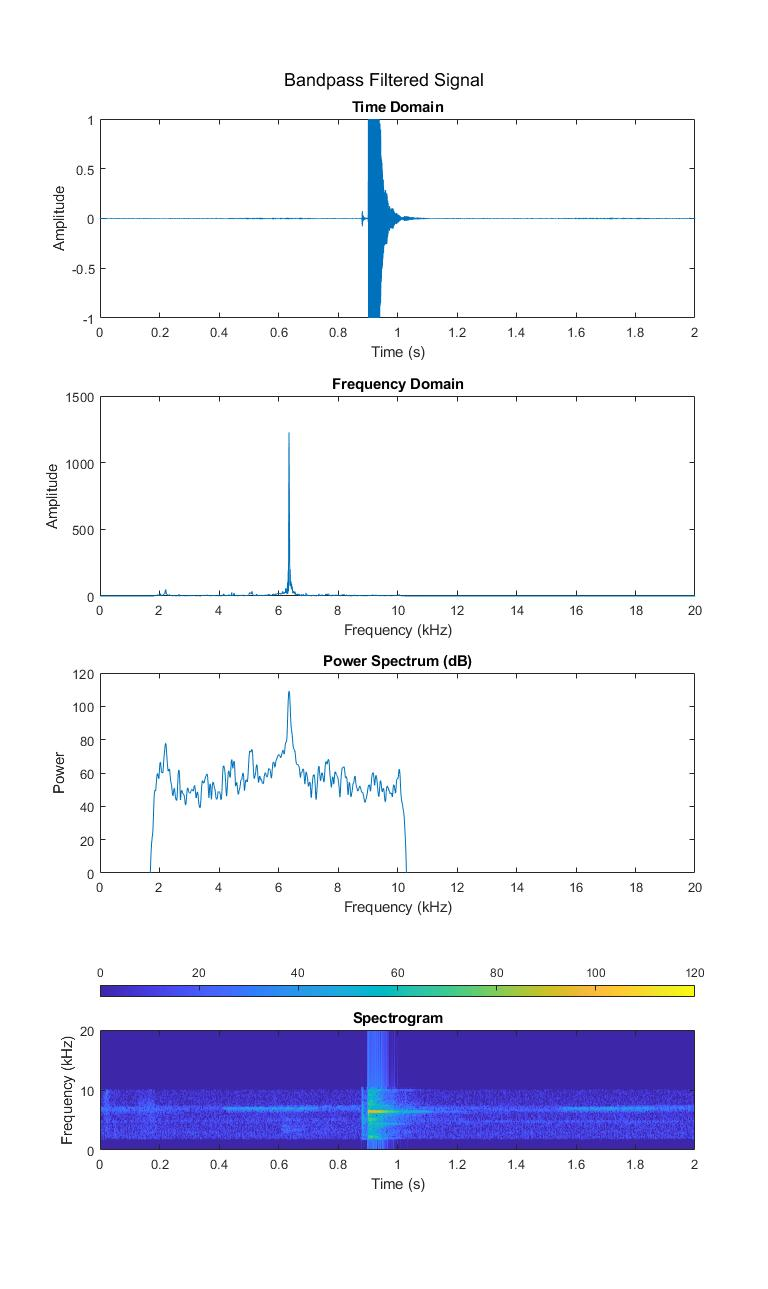 Bandpass Filtered Signal
Time Domain
1
0.5
0
-0.5
-1
Amplitude
0 0.2 0.4 0.6 0.8 1 1.2 1.4 1.6 1.8 2
Time (s)
Frequency Domain
1500
1000
500
0
Amplitude
0 2 4 6 8 10 12 14 16 18 20
Frequency (kHz)
Power Spectrum (dB)
120
100
80
60
40
20
0
Power
0 2 4 6 8 10 12 14 16 18 20
Frequency (kHz)
0 20 40 60 80 100 120
Spectrogram
20
10
0
Frequency (kHz)
0 0.2 0.4 0.6 0.8 1 1.2 1.4 1.6 1.8 2
Time (s)